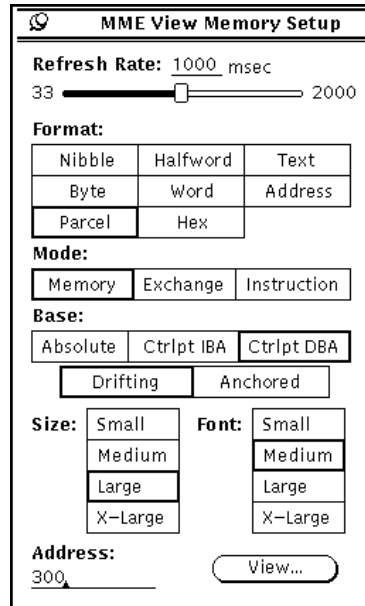 MME View Memory Setup
Refresh Rate: 1000 msec
33 2000
Format:
Nibble Halfword Text
Byte Word Address
Parcel Hex
Mode:
Memory Exchange Instruction
Base:
Absolute Ctrlpt IBA Ctrlpt DBA
Drifting Anchored
Size: Small Font: Small
Medium Medium
Large Large
X-Large X-Large
Address:
300 View...